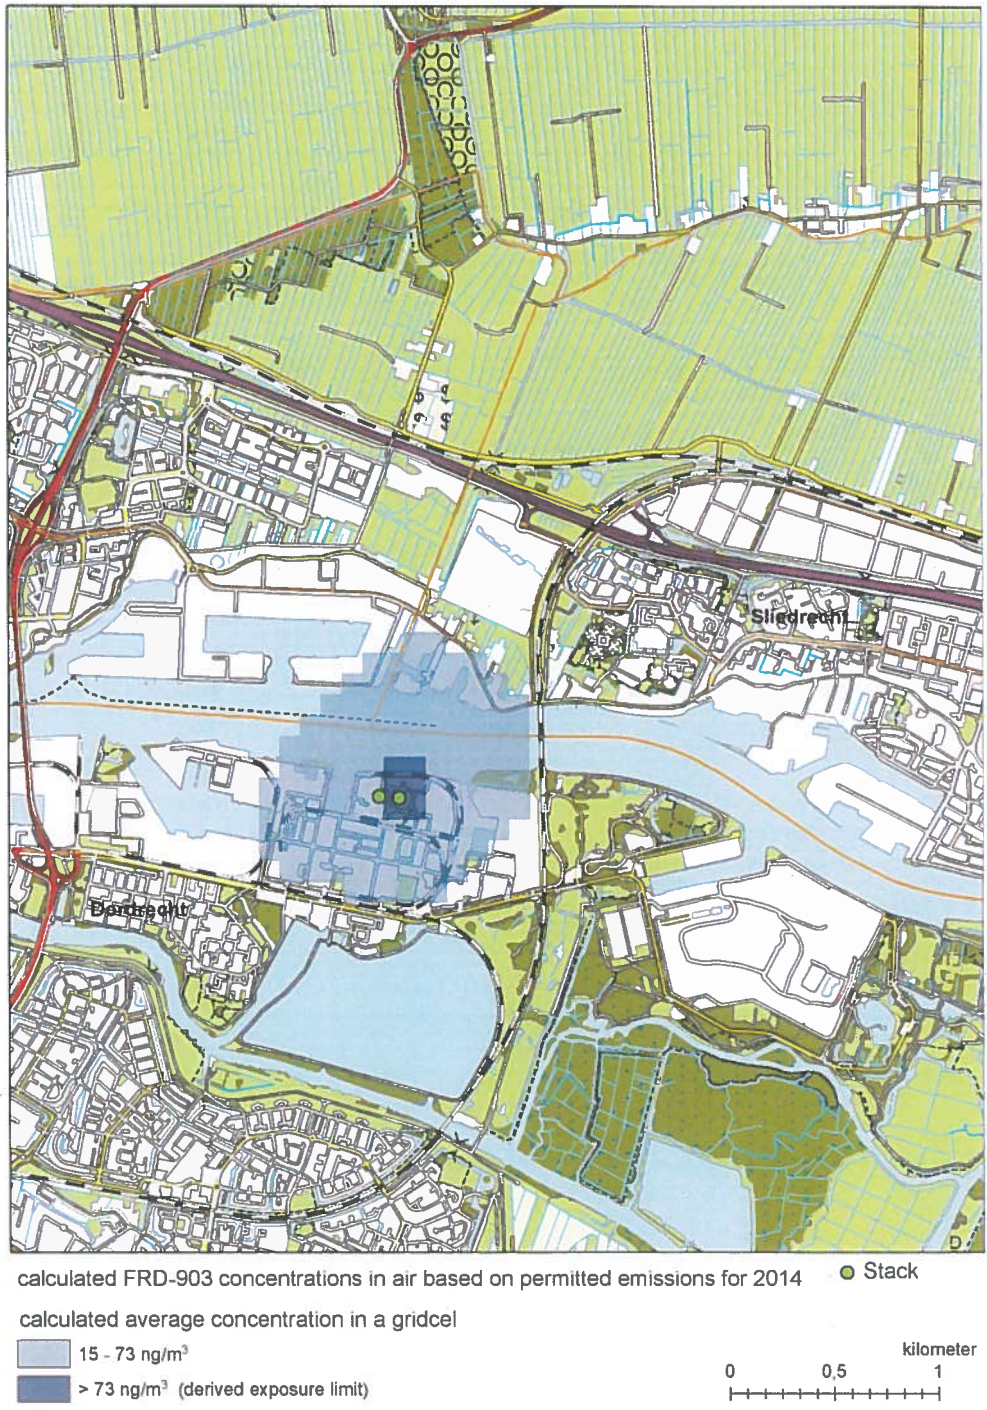 Sliedrecht
Dordrecht
D
calculated FRD-903 concentrations in air based on permitted emissions for 2014
Stack
calculated average concentration in a gridcel
15 - 73 ng/m³
> 73 ng/m³ (derived exposure limit)
kilometer
0 0,5 1